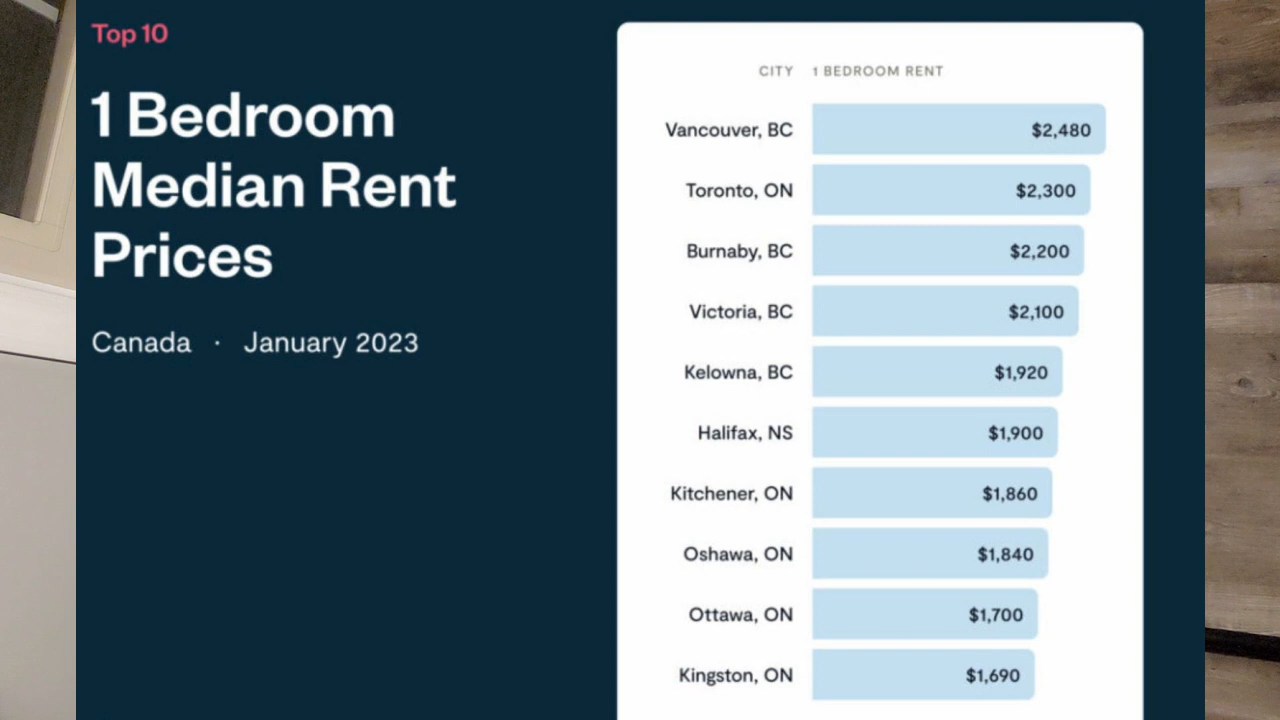 Top 10
1 Bedroom
Median Rent
Prices
Canada · January 2023
CITY 1 BEDROOM RENT
Vancouver, BC $2,480
Toronto, ON $2,300
Burnaby, BC $2,200
Victoria, BC $2,100
Kelowna, BC $1,920
Halifax, NS $1,900
Kitchener, ON $1,860
Oshawa, ON $1,840
Ottawa, ON $1,700
Kingston, ON $1,690